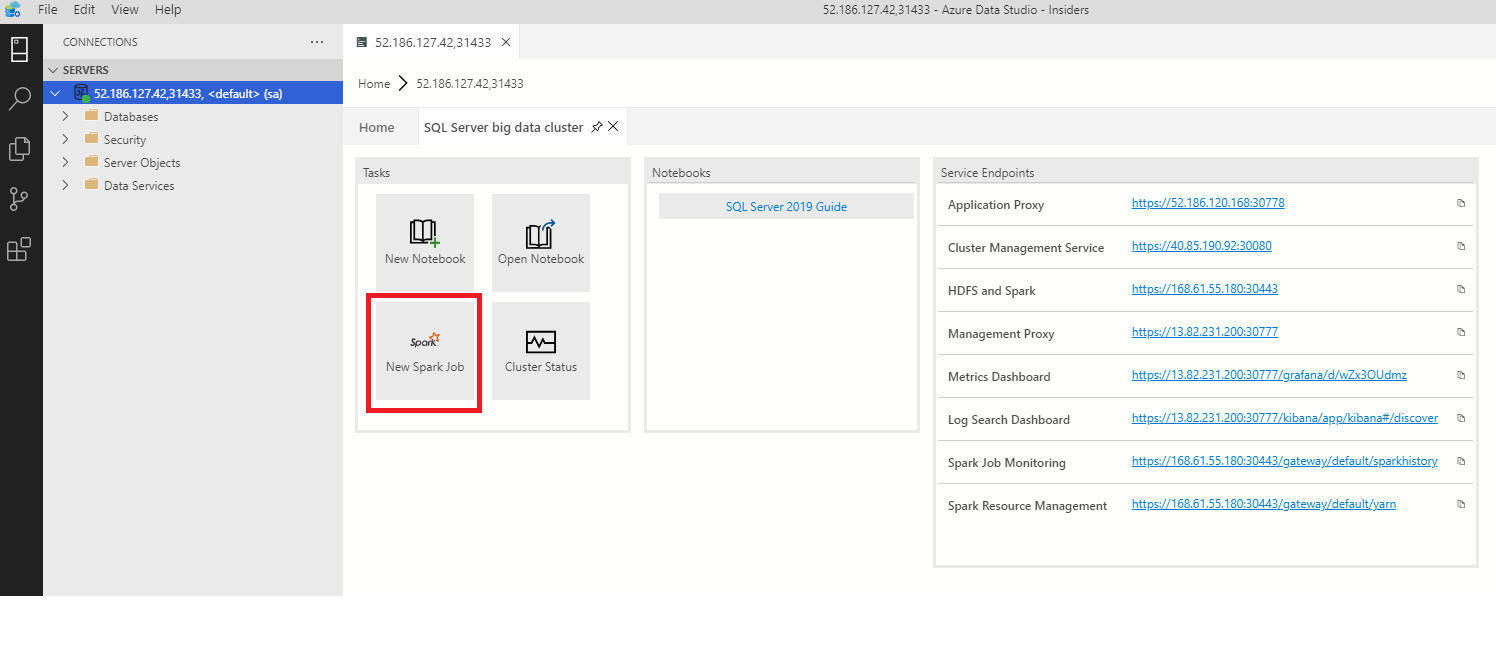 File Edit View Help
52.186.127.42,31433 - Azure Data Studio - Insiders
CONNECTIONS
SERVERS
52.186.127.42,31433, <default> (sa)
Databases
Security
Server Objects
Data Services
52.186.127.42,31433
Home 52.186.127.42,31433
Home SQL Server big data cluster
Tasks
New Notebook
Open Notebook
Spark
New Spark Job
Cluster Status
Notebooks
SQL Server 2019 Guide
Service Endpoints
Application Proxy https://52.186.120.168:30778
Cluster Management Service https://40.85.190.92:30080
HDFS and Spark https://168.61.55.180:30443
Management Proxy https://13.82.231.200:30777
Metrics Dashboard https://13.82.231.200:30777/grafana/d/wZx3OUdmz
Log Search Dashboard https://13.82.231.200:30777/kibana/app/kibana#/discover
Spark Job Monitoring https://168.61.55.180:30443/gateway/default/sparkhistory
Spark Resource Management https://168.61.55.180:30443/gateway/default/yarn